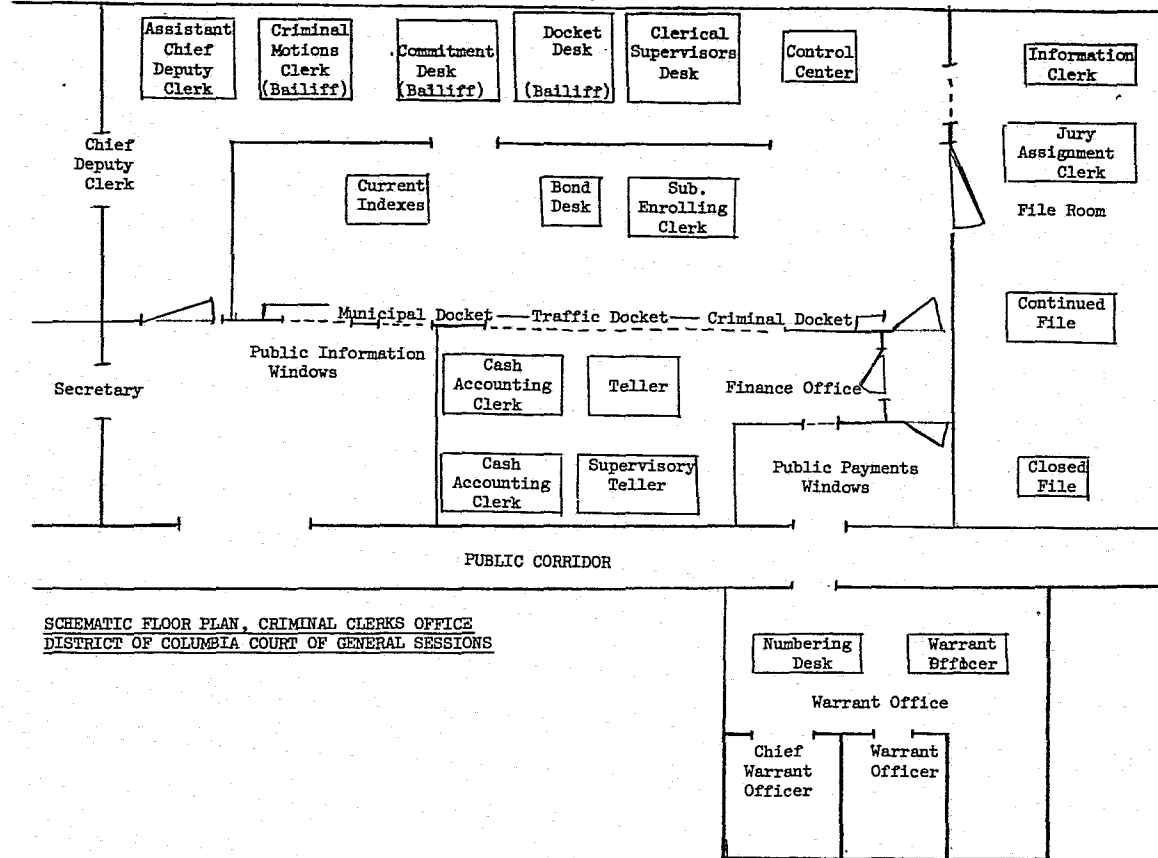 Assistant
Chief
Deputy
Clerk
Criminal
Motions
Clerk
(Bailiff)
Commitment
Desk
(Bailiff)
Docket
Desk
(Bailiff)
Clerical
Supervisors
Desk
Control
Center
Information
Clerk
Chief
Deputy
Clerk
Jury
Assignment
Clerk
Current
Indexes
Bond
Desk
Sub.
Enrolling
Clerk
File Room
Municipal Docket
Traffic Docket
Criminal Docket
Continued
File
Public Information
Windows
Secretary
Cash
Accounting
Clerk
Teller
Finance Office
Cash
Accounting
Clerk
Supervisory
Teller
Public Payments
Windows
Closed
File
PUBLIC CORRIDOR
SCHEMATIC FLOOR PLAN, CRIMINAL CLERKS OFFICE
DISTRICT OF COLUMBIA COURT OF GENERAL SESSIONS
Numbering
Desk
Warrant
Warrant Office
Chief
Warrant
Officer
Warrant
Officer